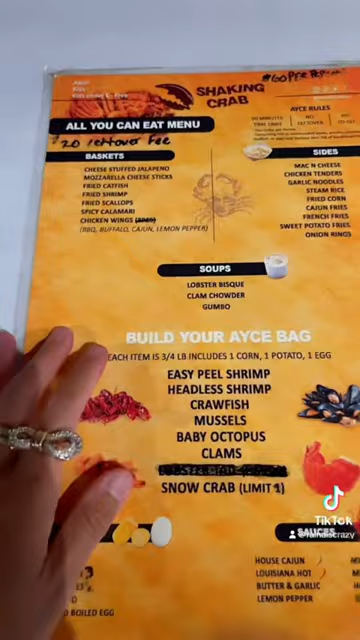 SHAKING
CRAB
ALL YOU CAN EAT MENU
AYCE RULES
$20 leftover Fee
BASKETS
CHEESE STUFFED JALAPENO
MOZZARELLA CHEESE STICKS
FRIED CATFISH
FRIED SHRIMP
FRIED SCALLOPS
SPICY CALAMARI
CHICKEN WINGS
(BBQ, BUFFALO, CAJUN, LEMON PEPPER)
SIDES
MAC N CHEESE
CHICKEN TENDERS
GARLIC NOODLES
STEAM RICE
FRIED CORN
CAJUN FRIES
FRENCH FRIES
SWEET POTATO FRIES
ONION RINGS
SOUPS
LOBSTER BISQUE
CLAM CHOWDER
GUMBO
BUILD YOUR AYCE BAG
EACH ITEM IS 3/4 LB INCLUDES 1 CORN, 1 POTATO, 1 EGG
EASY PEEL SHRIMP
HEADLESS SHRIMP
CRAWFISH
MUSSELS
BABY OCTOPUS
CLAMS
SNOW CRAB (LIMIT 1)
TikTok
SAUCES
HOUSE CAJUN
LOUISIANA HOT
BUTTER & GARLIC
LEMON PEPPER
BOILED EGG